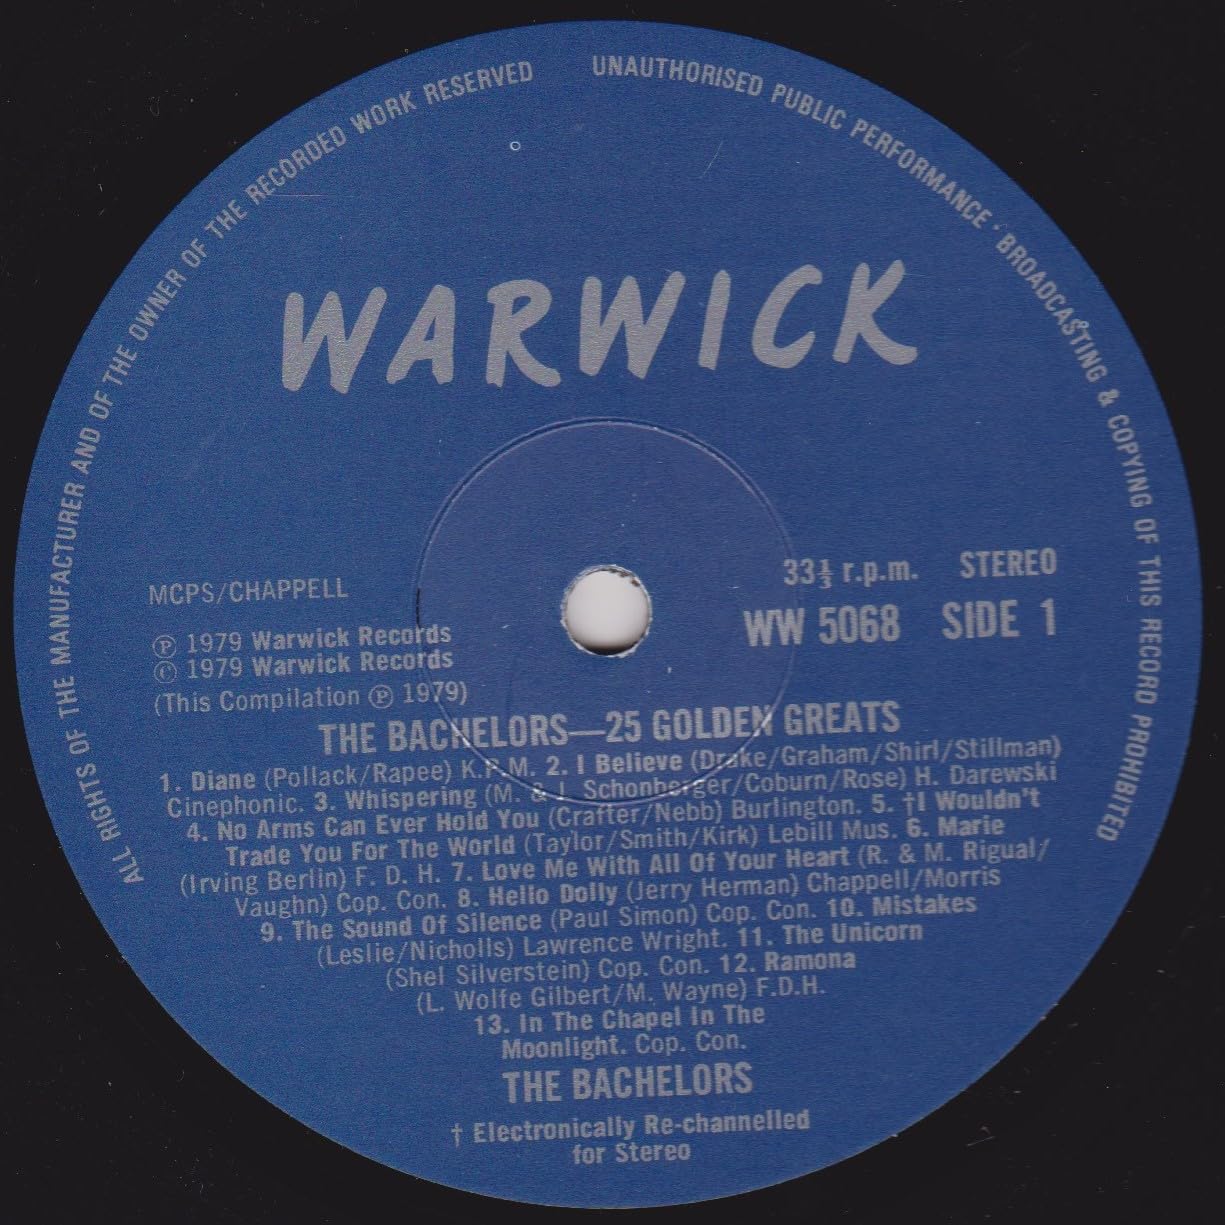 ALL RIGHTS OF THE MANUFACTURER AND OF THE OWNER OF THE RECORDED WORK RESERVED
UNAUTHORISED PUBLIC PERFORMANCE · BROADCASTING & COPYING OF THIS RECORD PROHIBITED
WARWICK
MCPS/CHAPPELL
33⅓ r.p.m. STEREO
WW 5068 SIDE 1
℗ 1979 Warwick Records
© 1979 Warwick Records
(This Compilation ℗ 1979)
THE BACHELORS—25 GOLDEN GREATS
1. Diane (Pollack/Rapee) K.P.M. 2. I Believe (Drake/Graham/Shirl/Stillman)
Cinephonic. 3. Whispering (M. & J. Schonberger/Coburn/Rose) H. Darewski
4. No Arms Can Ever Hold You (Crafter/Nebb) Burlington. 5. †I Wouldn't
Trade You For The World (Taylor/Smith/Kirk) Lebill Mus. 6. Marie
(Irving Berlin) F. D. H. 7. Love Me With All Of Your Heart (R. & M. Rigual/
Vaughn) Cop. Con. 8. Hello Dolly (Jerry Herman) Chappell/Morris
9. The Sound Of Silence (Paul Simon) Cop. Con. 10. Mistakes
(Leslie/Nicholls) Lawrence Wright. 11. The Unicorn
(Shel Silverstein) Cop. Con. 12. Ramona
(L. Wolfe Gilbert/M. Wayne) F.D.H.
13. In The Chapel In The
Moonlight. Cop. Con.
THE BACHELORS
† Electronically Re-channelled
for Stereo